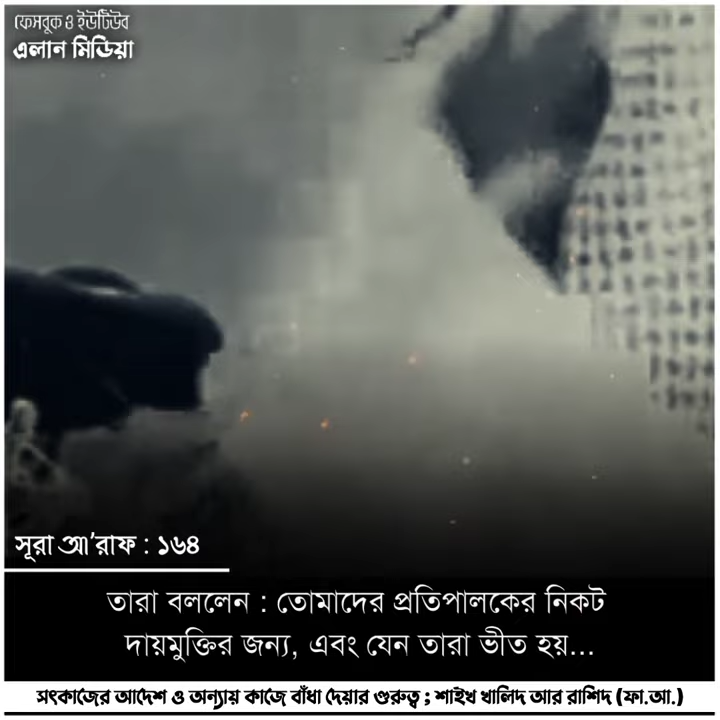 ফেসবুক ও ইউটিউব
এলান মিডিয়া
সূরা আ'রাফ : ১৬৪
তারা বললেন : তোমাদের প্রতিপালকের নিকট
দায়মুক্তির জন্য, এবং যেন তারা ভীত হয়...
সৎকাজের আদেশ ও অন্যায় কাজে বাঁধা দেয়ার গুরুত্ব ; শাইখ খালিদ আর রাশিদ (ফা.আ.)